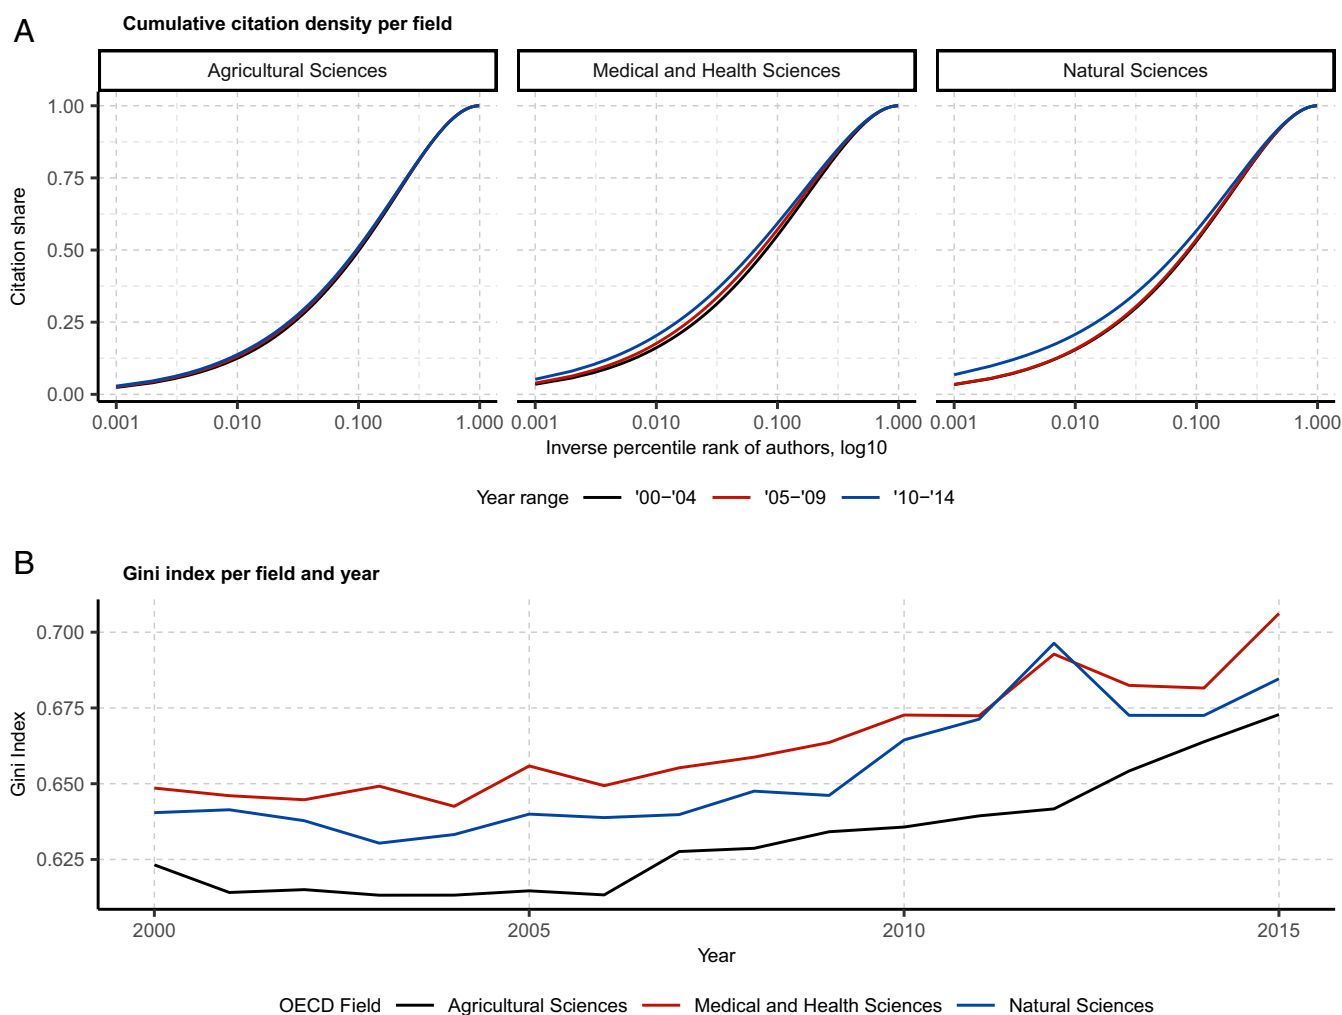 A
Cumulative citation density per field
Agricultural Sciences
Medical and Health Sciences
Natural Sciences
Citation share
1.00
0.75
0.50
0.25
0.00
0.001 0.010 0.100 1.000
0.001 0.010 0.100 1.000
0.001 0.010 0.100 1.000
Inverse percentile rank of authors, log10
Year range '00−'04 '05−'09 '10−'14
B
Gini index per field and year
Gini Index
0.700
0.675
0.650
0.625
2000 2005 2010 2015
Year
OECD Field Agricultural Sciences Medical and Health Sciences Natural Sciences